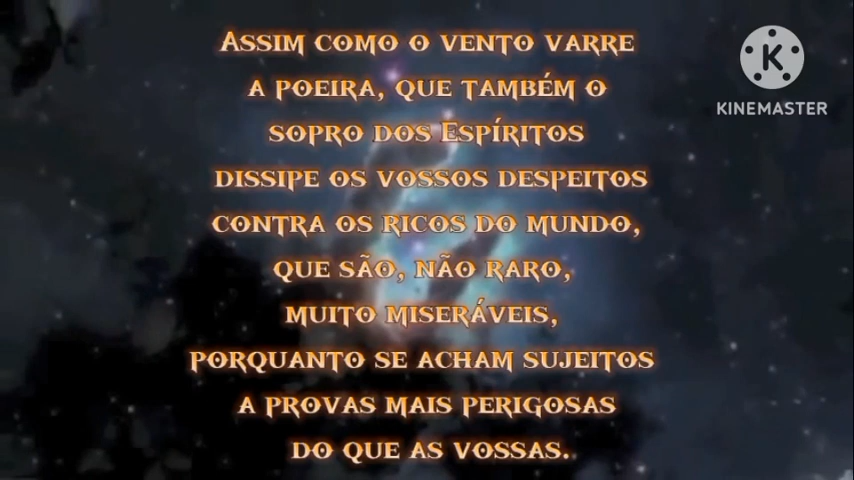 Assim como o vento varre
a poeira, que também o
sopro dos Espíritos
dissipe os vossos despeitos
contra os ricos do mundo,
que são, não raro,
muito miseráveis,
porquanto se acham sujeitos
a provas mais perigosas
do que as vossas.
K
KINEMASTER